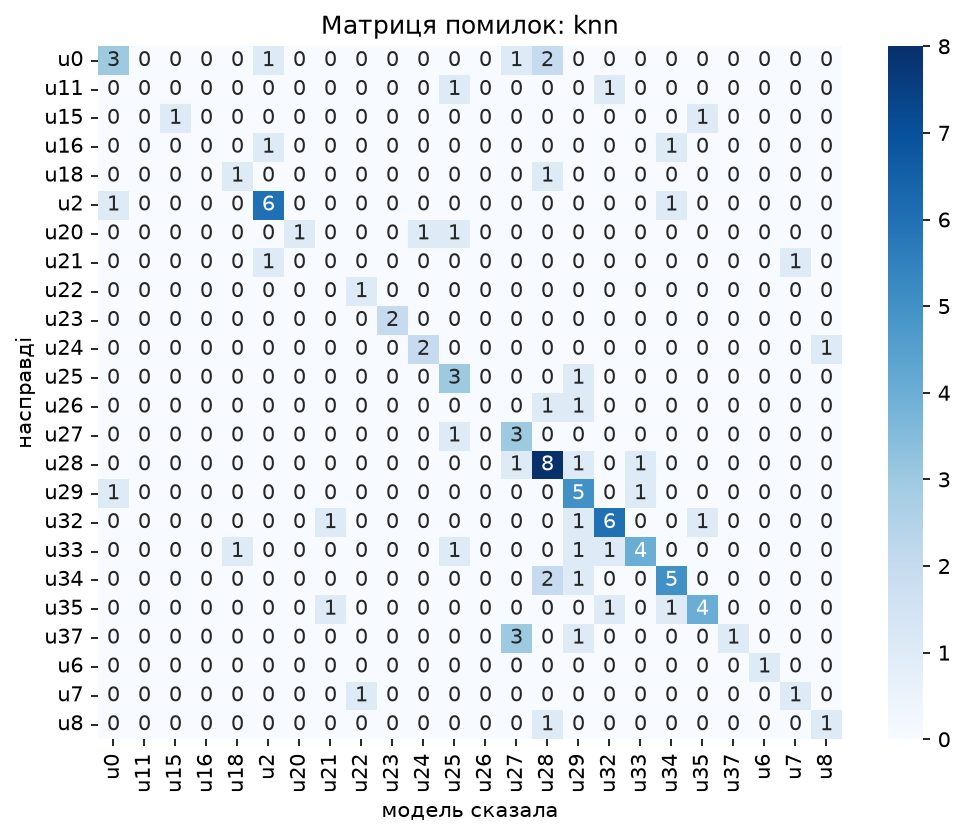 Матриця помилок: knn
u0 3 0 0 0 0 1 0 0 0 0 0 0 0 1 2 0 0 0 0 0 0 0 0 0
u11 0 0 0 0 0 0 0 0 0 0 0 1 0 0 0 0 1 0 0 0 0 0 0 0
u15 0 0 1 0 0 0 0 0 0 0 0 0 0 0 0 0 0 0 0 1 0 0 0 0
u16 0 0 0 0 0 1 0 0 0 0 0 0 0 0 0 0 0 0 1 0 0 0 0 0
u18 0 0 0 0 1 0 0 0 0 0 0 0 0 0 1 0 0 0 0 0 0 0 0 0
u2 1 0 0 0 0 6 0 0 0 0 0 0 0 0 0 0 0 0 1 0 0 0 0 0
u20 0 0 0 0 0 0 1 0 0 0 1 1 0 0 0 0 0 0 0 0 0 0 0 0
u21 0 0 0 0 0 1 0 0 0 0 0 0 0 0 0 0 0 0 0 0 0 0 1 0
u22 0 0 0 0 0 0 0 0 1 0 0 0 0 0 0 0 0 0 0 0 0 0 0 0
u23 0 0 0 0 0 0 0 0 0 2 0 0 0 0 0 0 0 0 0 0 0 0 0 0
u24 0 0 0 0 0 0 0 0 0 0 2 0 0 0 0 0 0 0 0 0 0 0 0 1
u25 0 0 0 0 0 0 0 0 0 0 0 3 0 0 0 1 0 0 0 0 0 0 0 0
u26 0 0 0 0 0 0 0 0 0 0 0 0 0 0 1 1 0 0 0 0 0 0 0 0
u27 0 0 0 0 0 0 0 0 0 0 0 1 0 3 0 0 0 0 0 0 0 0 0 0
u28 0 0 0 0 0 0 0 0 0 0 0 0 0 1 8 1 0 1 0 0 0 0 0 0
u29 1 0 0 0 0 0 0 0 0 0 0 0 0 0 0 5 0 1 0 0 0 0 0 0
u32 0 0 0 0 0 0 0 1 0 0 0 0 0 0 0 1 6 0 0 1 0 0 0 0
u33 0 0 0 0 1 0 0 0 0 0 0 1 0 0 0 1 1 4 0 0 0 0 0 0
u34 0 0 0 0 0 0 0 0 0 0 0 0 0 0 2 1 0 0 5 0 0 0 0 0
u35 0 0 0 0 0 0 0 1 0 0 0 0 0 0 0 0 1 0 1 4 0 0 0 0
u37 0 0 0 0 0 0 0 0 0 0 0 0 0 3 0 1 0 0 0 0 1 0 0 0
u6 0 0 0 0 0 0 0 0 0 0 0 0 0 0 0 0 0 0 0 0 0 1 0 0
u7 0 0 0 0 0 0 0 0 1 0 0 0 0 0 0 0 0 0 0 0 0 0 1 0
u8 0 0 0 0 0 0 0 0 0 0 0 0 0 0 1 0 0 0 0 0 0 0 0 1
u0 u11 u15 u16 u18 u2 u20 u21 u22 u23 u24 u25 u26 u27 u28 u29 u32 u33 u34 u35 u37 u6 u7 u8
модель сказала
насправді
8
7
6
5
4
3
2
1
0